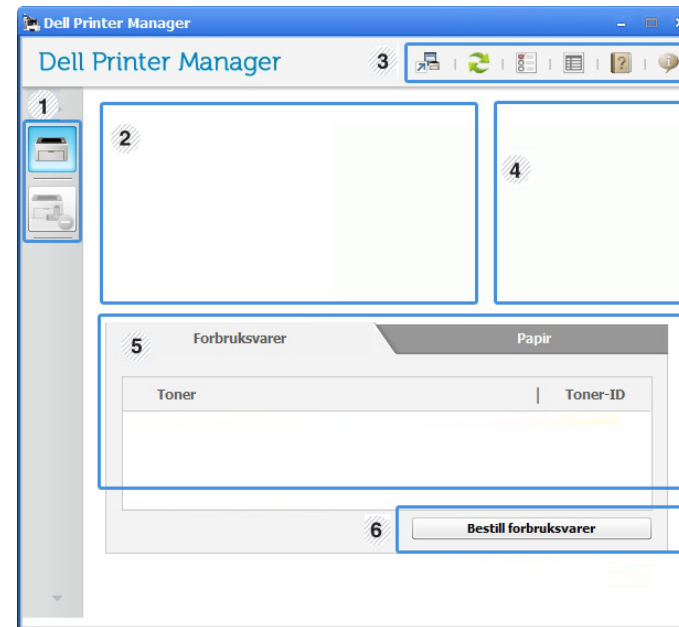 Dell Printer Manager
Dell Printer Manager
3
1
2
4
5
Forbruksvarer
Papir
Toner
Toner-ID
6
Bestill forbruksvarer